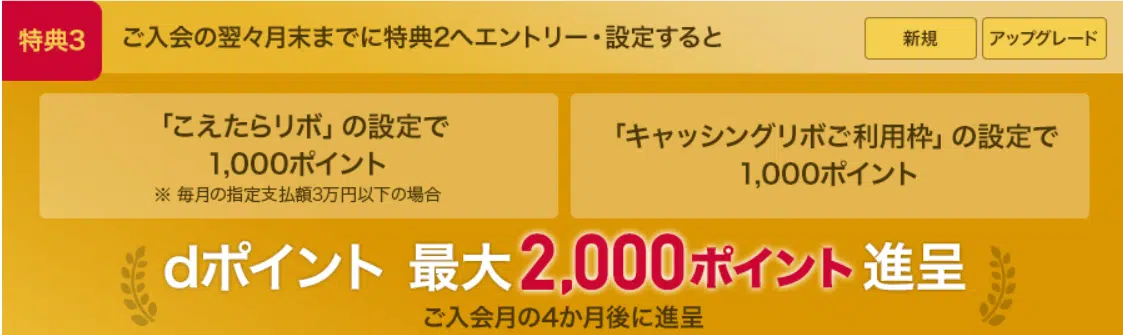 特典3
ご入会の翌々月末までに特典2へエントリー・設定すると
新規
アップグレード
「こえたらリボ」の設定で
1,000ポイント
※ 毎月の指定支払額3万円以下の場合
「キャッシングリボご利用枠」の設定で
1,000ポイント
dポイント 最大2,000ポイント進呈
ご入会月の4か月後に進呈